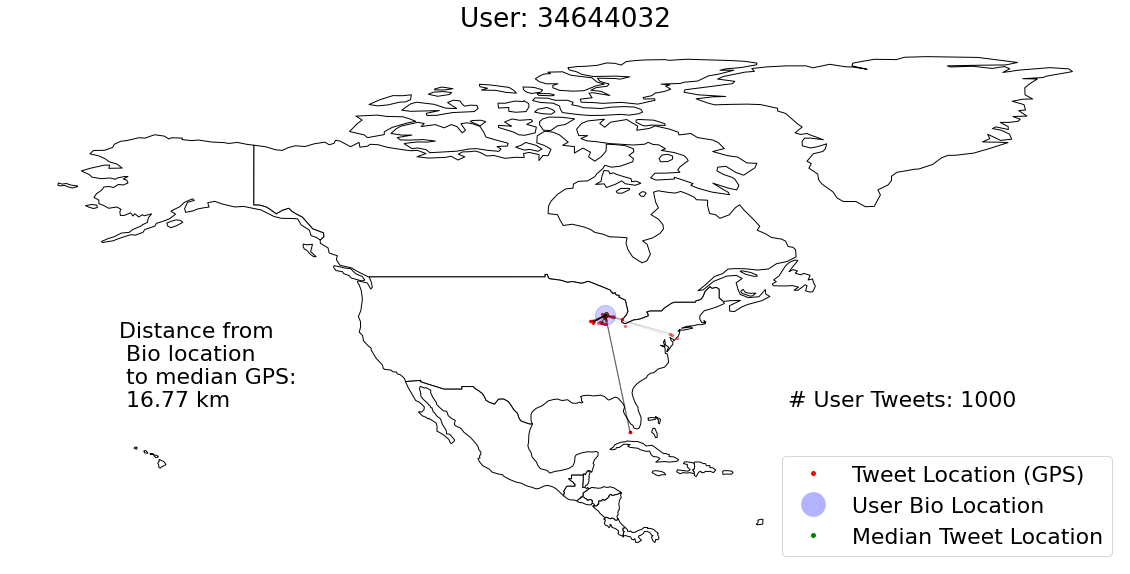 User: 34644032
Distance from
Bio location
to median GPS:
16.77 km
# User Tweets: 1000
Tweet Location (GPS)
User Bio Location
Median Tweet Location